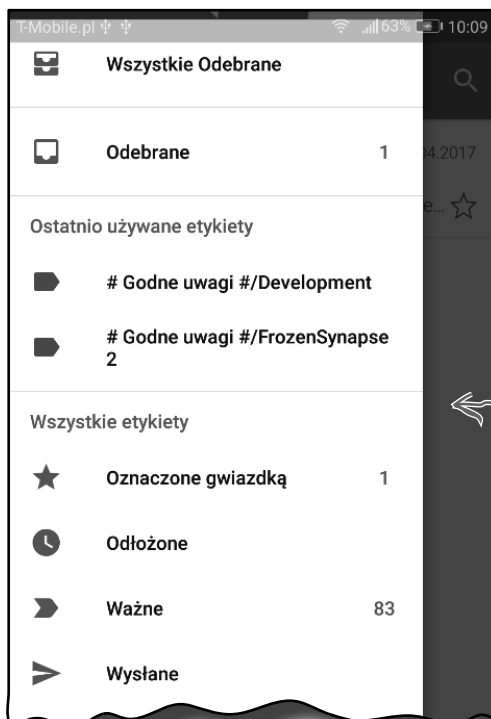 T-Mobile.pl 63% 10:09
Wszystkie Odebrane
Odebrane 1
04.2017
e...
Ostatnio używane etykiety
# Godne uwagi #/Development
# Godne uwagi #/FrozenSynapse
2
Wszystkie etykiety
Oznaczone gwiazdką 1
Odłożone
Ważne 83
Wysłane